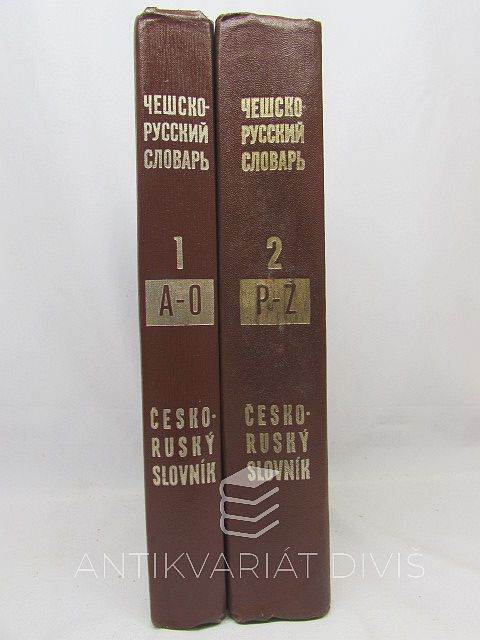 ЧЕШСКО-
РУССКИЙ
СЛОВАРЬ
1
A-O
ČESKO-
RUSKÝ
SLOVNÍK
ЧЕШСКО
РУССКИЙ
СЛОВАРЬ
2
P-Ž
ČESKO-
RUSKÝ
SLOVNÍK
ANTIKVARIÁT DIVIŠ